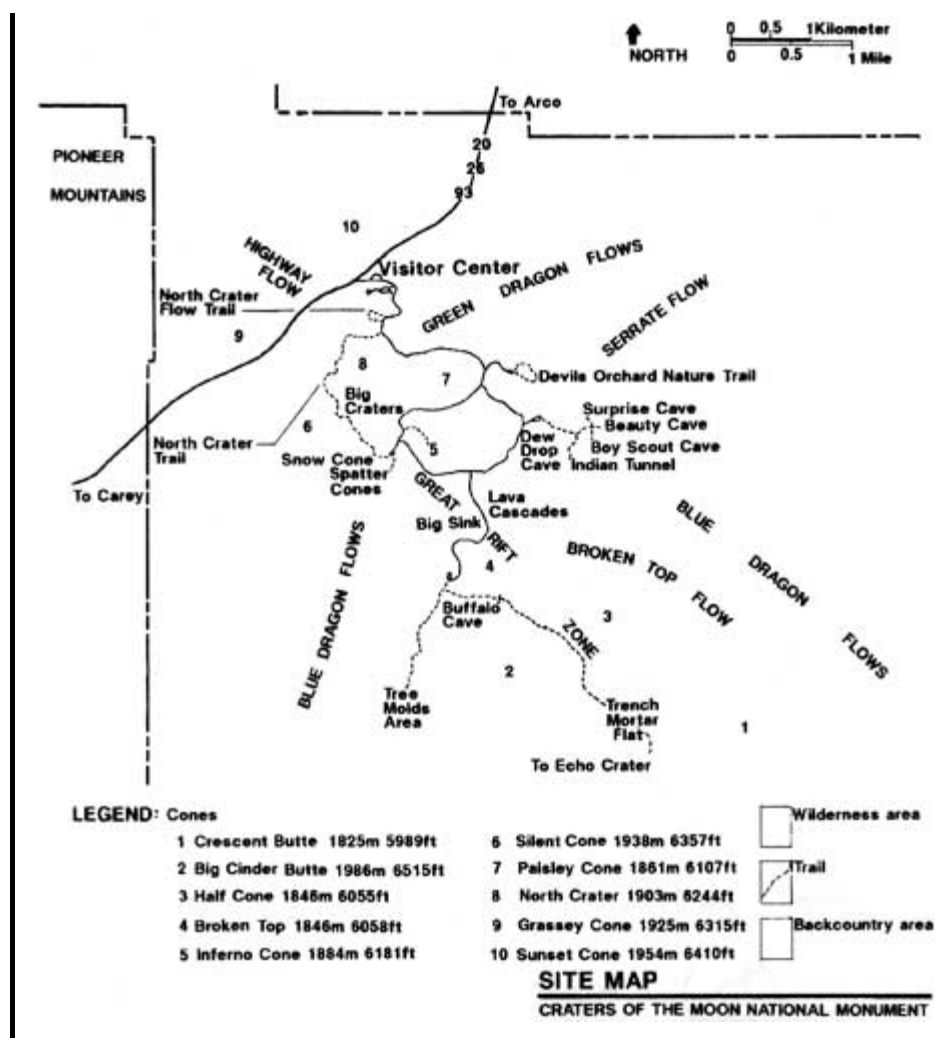 0 0.5 1Kilometer
NORTH
0 0.5 1 Mile
To Arco
PIONEER
MOUNTAINS
20
26
93
10
HIGHWAY
FLOW
Visitor Center
GREEN DRAGON FLOWS
North Crater
Flow Trail
SERRATE FLOW
9
8
7
Devils Orchard Nature Trail
Big
Craters
Surprise Cave
Beauty Cave
6
North Crater
Trail
5
Dew
Drop
Cave
Boy Scout Cave
Indian Tunnel
Snow Cone
Spatter
Cones
To Carey
GREAT
RIFT
ZONE
Lava
Cascades
Big Sink
4
BLUE DRAGON FLOWS
BROKEN TOP FLOW
BLUE DRAGON FLOWS
Buffalo
Cave
3
2
Tree
Molds
Area
Trench
Mortar
Flat
1
To Echo Crater
LEGEND: Cones
1 Crescent Butte 1825m 5989ft
2 Big Cinder Butte 1986m 6515ft
3 Half Cone 1846m 6055ft
4 Broken Top 1846m 6058ft
5 Inferno Cone 1884m 6181ft
6 Silent Cone 1938m 6357ft
7 Paisley Cone 1861m 6107ft
8 North Crater 1903m 6244ft
9 Grassey Cone 1925m 6315ft
10 Sunset Cone 1954m 6410ft
Wilderness area
Trail
Backcountry area
SITE MAP
CRATERS OF THE MOON NATIONAL MONUMENT